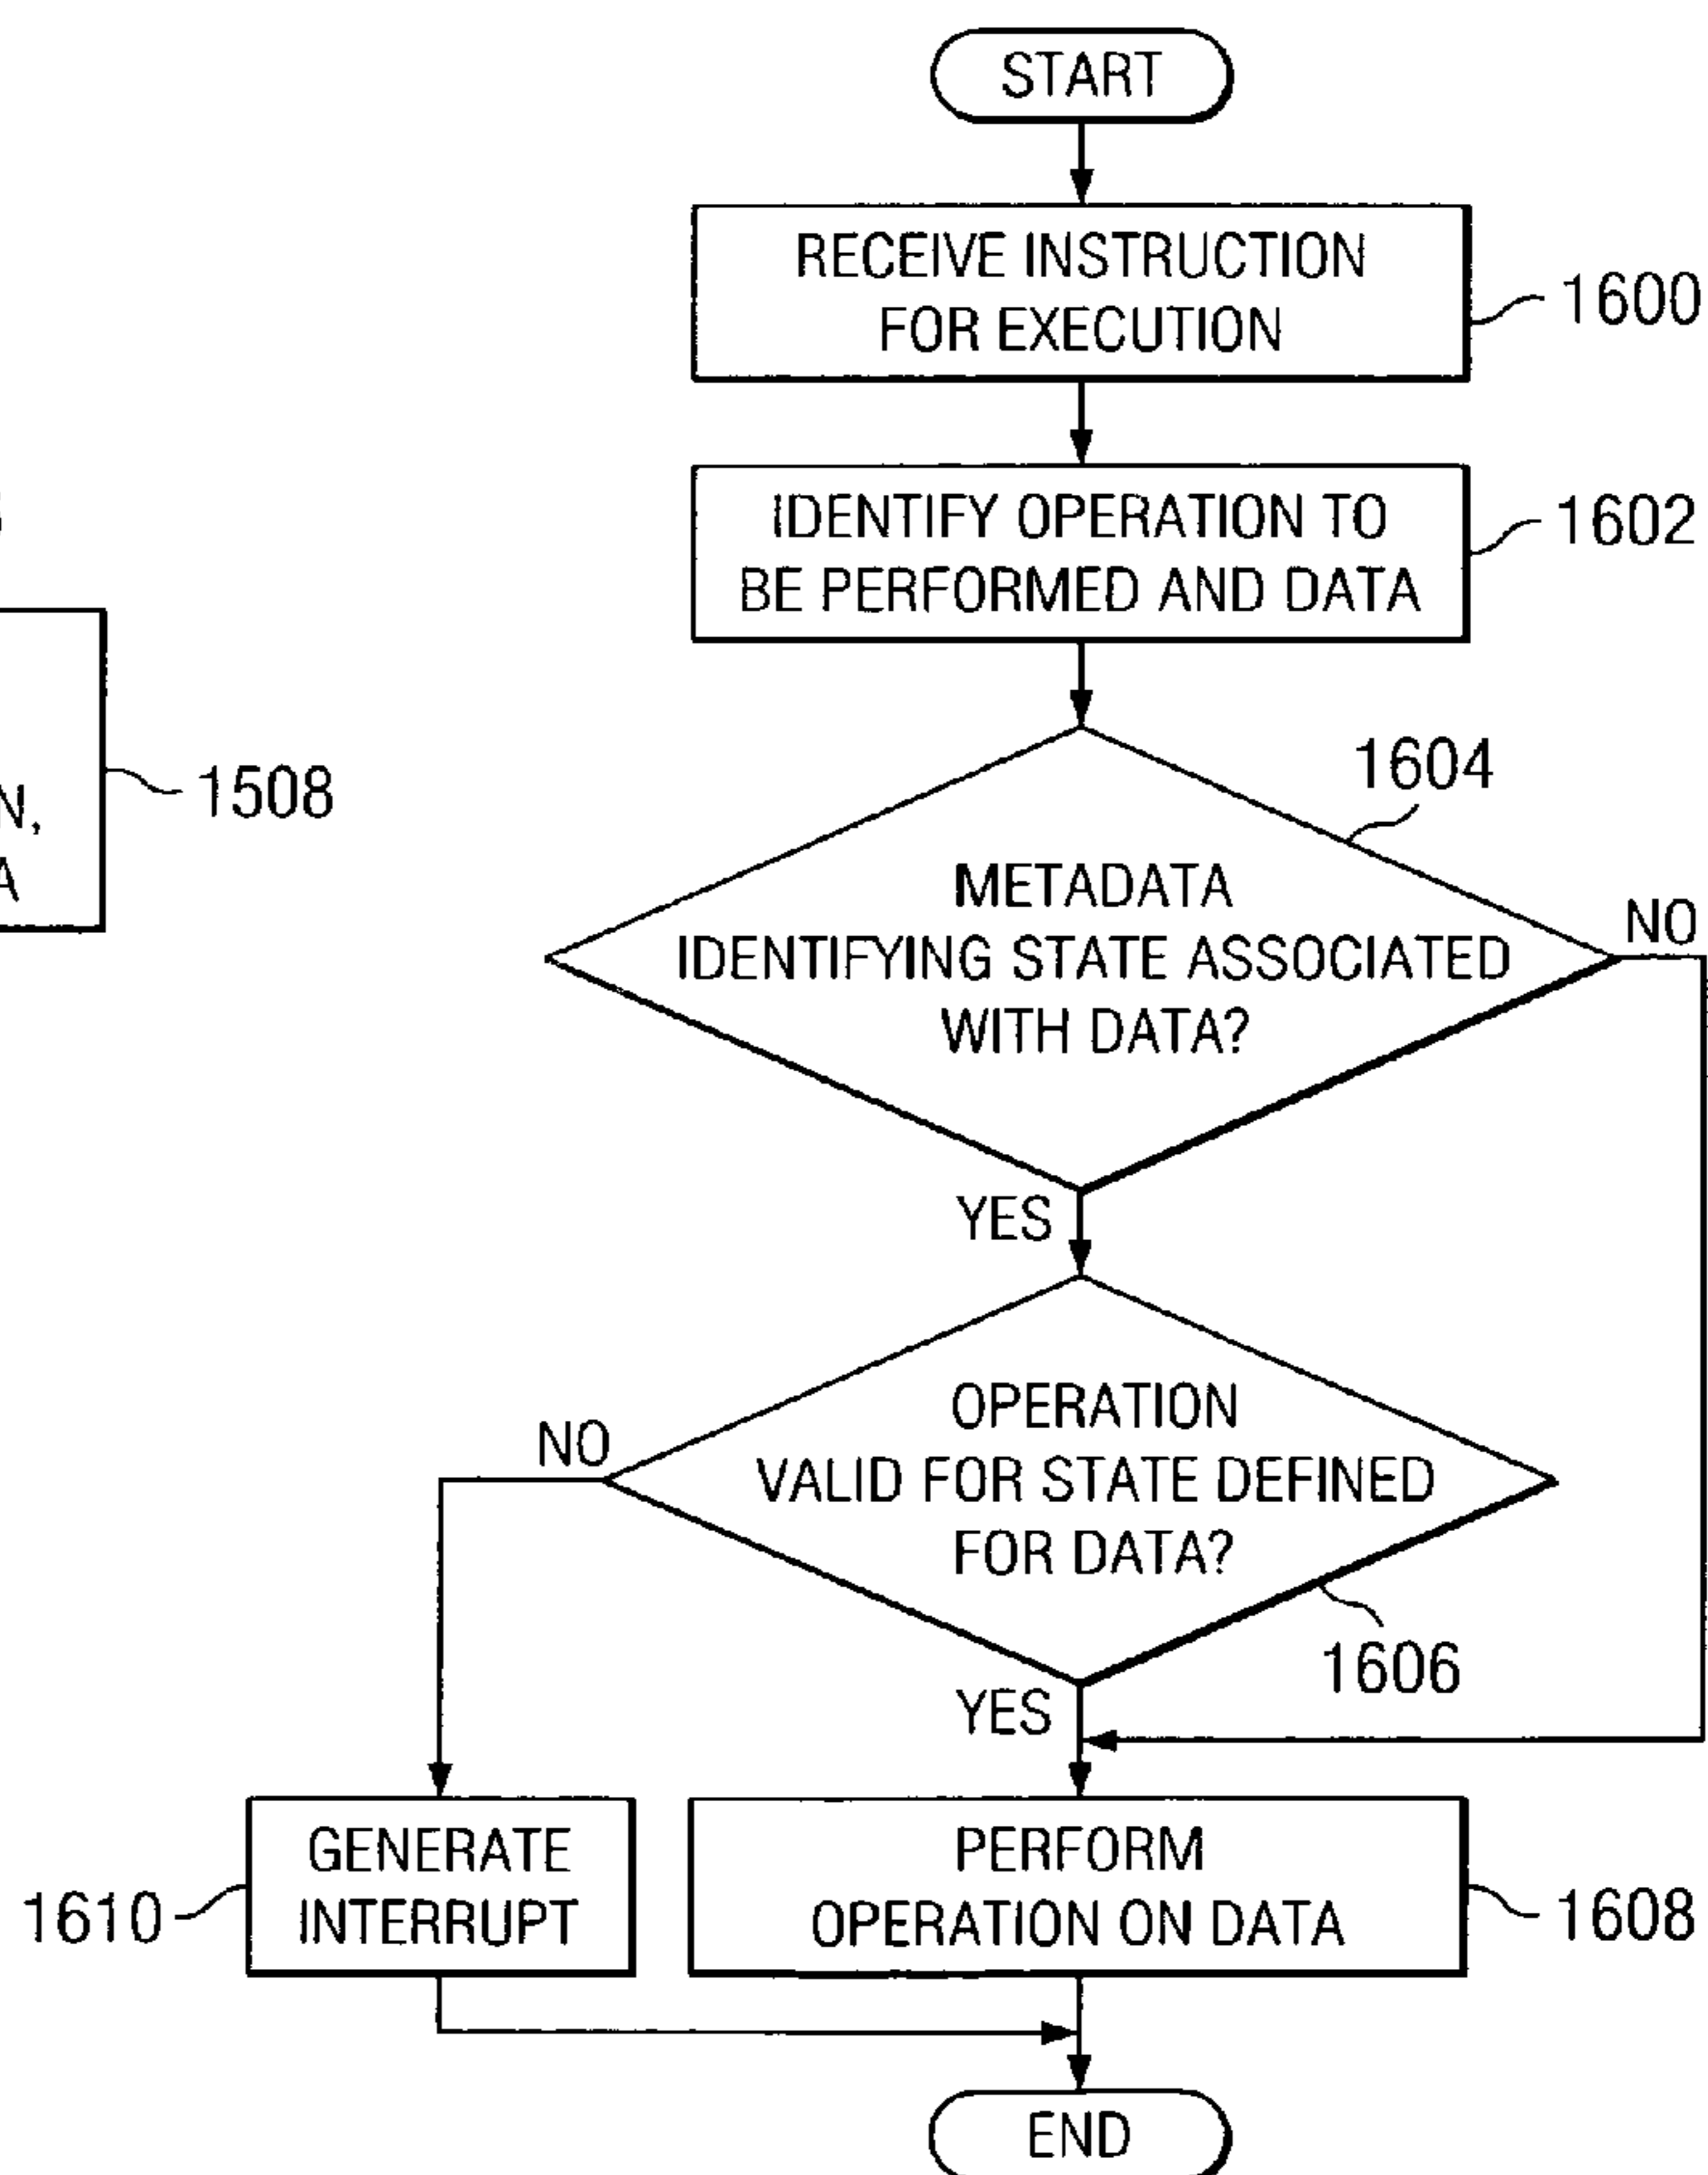 START
RECEIVE INSTRUCTION
FOR EXECUTION
1600
IDENTIFY OPERATION TO
BE PERFORMED AND DATA
1602
1508
1604
METADATA
IDENTIFYING STATE ASSOCIATED
WITH DATA?
NO
YES
OPERATION
VALID FOR STATE DEFINED
FOR DATA?
NO
1606
YES
GENERATE
INTERRUPT
1610
PERFORM
OPERATION ON DATA
1608
END